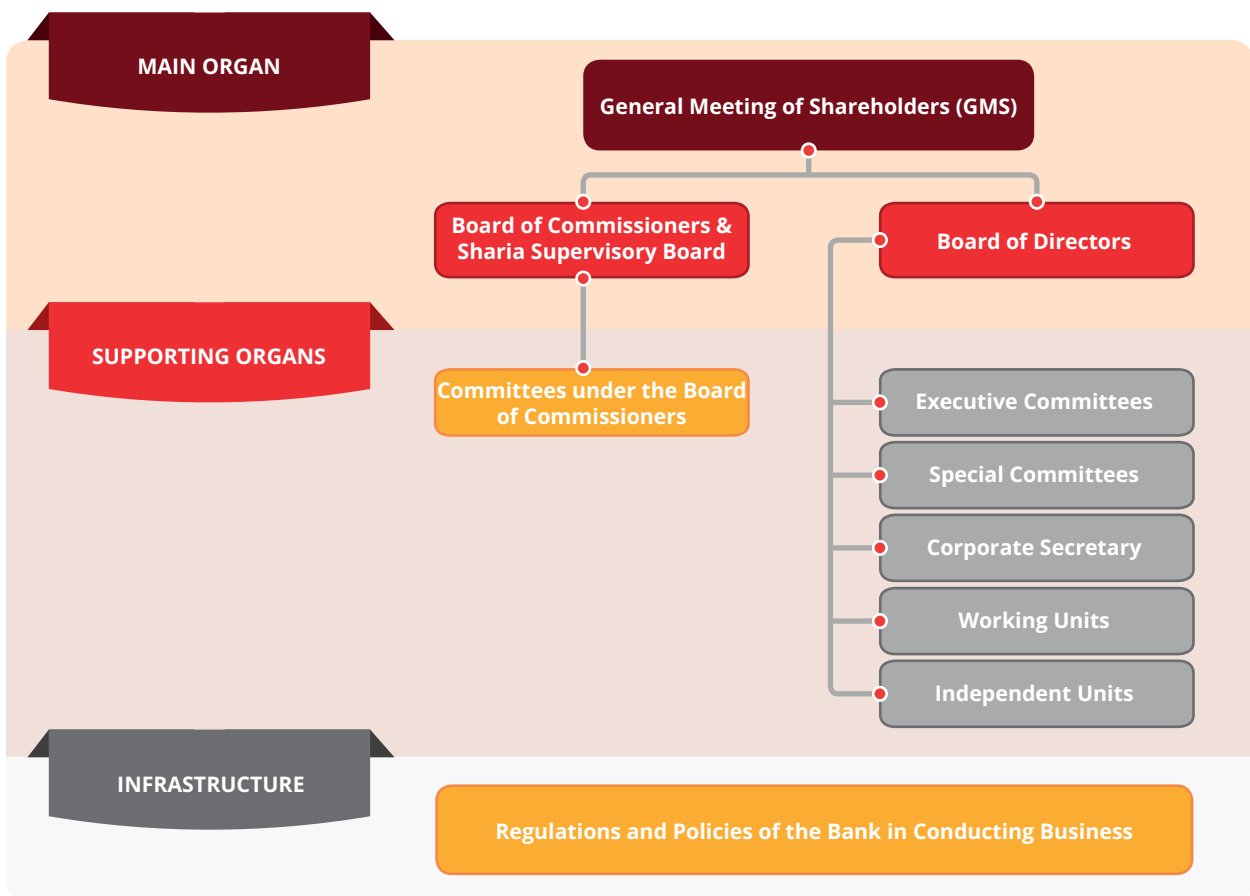 MAIN ORGAN
General Meeting of Shareholders (GMS)
Board of Commissioners &
Sharia Supervisory Board
Board of Directors
SUPPORTING ORGANS
Committees under the Board
of Commissioners
Executive Committees
Special Committees
Corporate Secretary
Working Units
Independent Units
INFRASTRUCTURE
Regulations and Policies of the Bank in Conducting Business